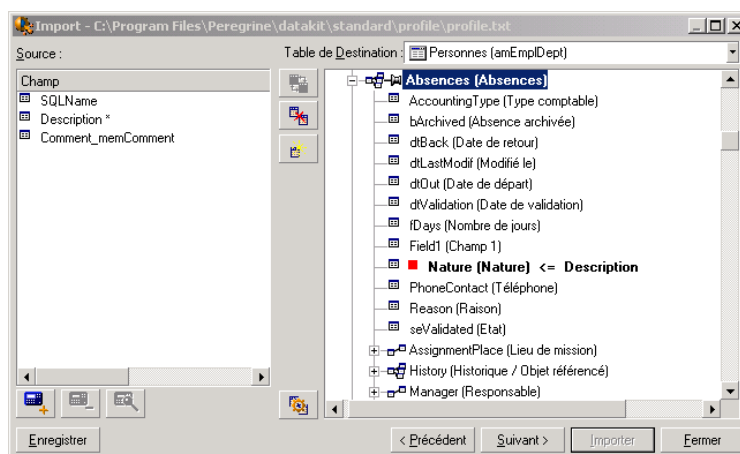 Import - C:\Program Files\Peregrine\datakit\standard\profile\profile.txt
Source :
Table de Destination : Personnes (amEmplDept)
Champ
SQLName
Description *
Comment_memComment
Absences (Absences)
AccountingType (Type comptable)
bArchived (Absence archivée)
dtBack (Date de retour)
dtLastModif (Modifié le)
dtOut (Date de départ)
dtValidation (Date de validation)
fDays (Nombre de jours)
Field1 (Champ 1)
Nature (Nature) <= Description
PhoneContact (Téléphone)
Reason (Raison)
seValidated (Etat)
AssignmentPlace (Lieu de mission)
History (Historique / Objet référencé)
Manager (Responsable)
Enregistrer
< Précédent
Suivant >
Importer
Fermer